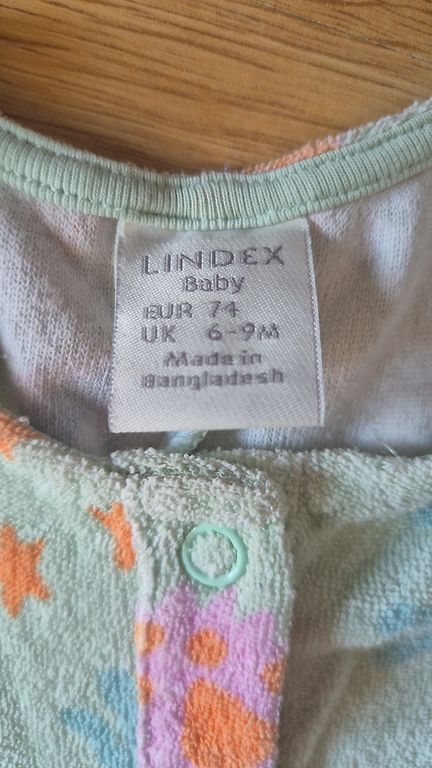 LINDEX
Baby
EUR 74
UK 6-9M
Made in
Bangladesh